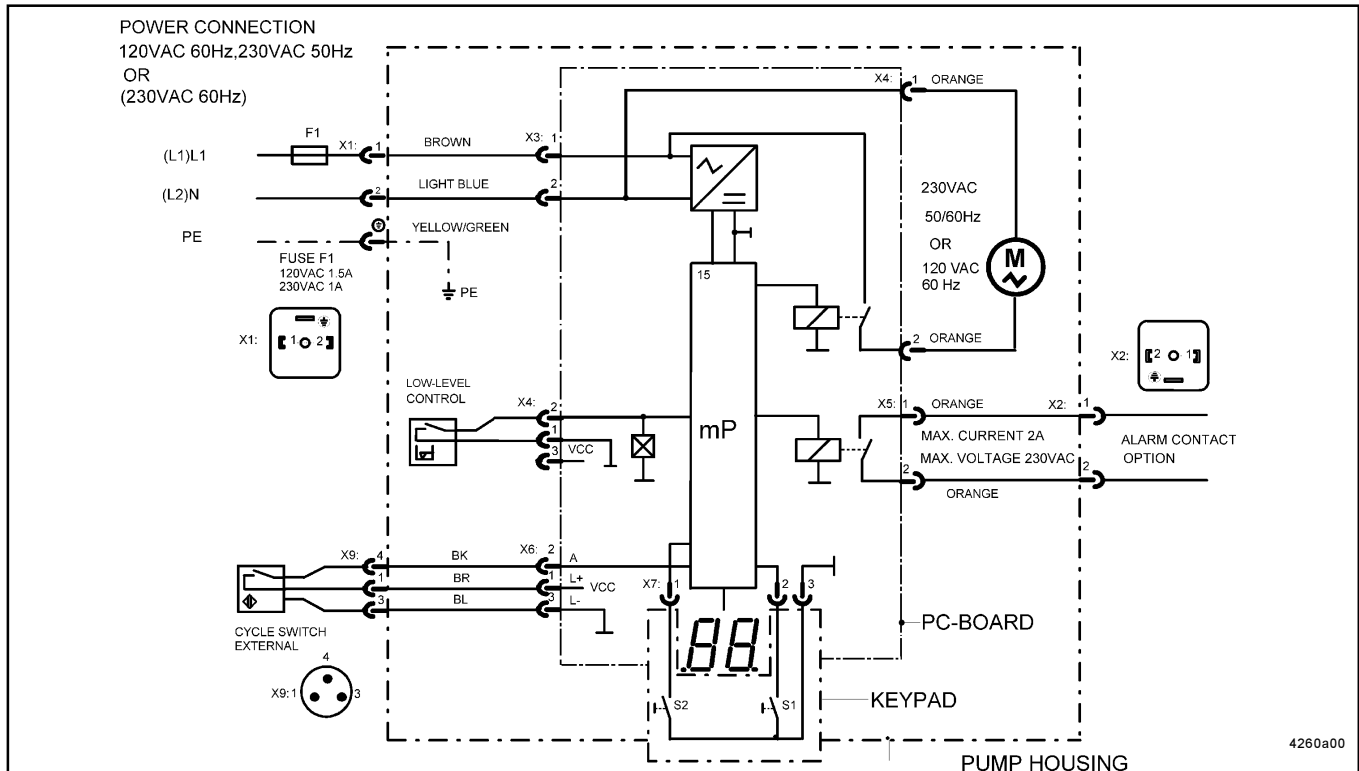 POWER CONNECTION
120VAC 60Hz,230VAC 50Hz
OR
(230VAC 60Hz)
X4: 1 ORANGE
F1
(L1)L1
X1: 1
BROWN
X3: 1
(L2)N
2
LIGHT BLUE
2
PE
YELLOW/GREEN
PE
FUSE F1
120VAC 1.5A
230VAC 1A
X1:
1 2
230VAC
50/60Hz
OR
120 VAC
60 Hz
M
15
mP
2 ORANGE
X2:
2 1
LOW-LEVEL
CONTROL
X4: 2
1
3
VCC
X5: 1 ORANGE
X2: 1
MAX. CURRENT 2A
MAX. VOLTAGE 230VAC
ALARM CONTACT
OPTION
2
ORANGE
2
X9: 4
BK
X6: 2
A
1
BR
1
L+
VCC
3
BL
3
L-
CYCLE SWITCH
EXTERNAL
4
X9: 1
3
X7: 1
2
3
88
S2
S1
PC-BOARD
KEYPAD
PUMP HOUSING
4260a00